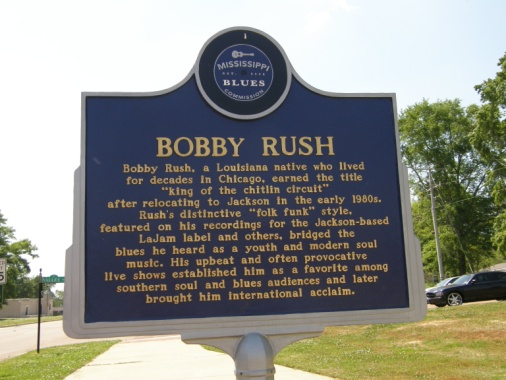 MISSISSIPPI
BLUES
COMMISSION
BOBBY RUSH
Bobby Rush, a Louisiana native who lived
for decades in Chicago, earned the title
"king of the chitlin circuit"
after relocating to Jackson in the early 1980s.
Rush's distinctive "folk funk" style,
featured on his recordings for the Jackson-based
LaJam label and others, bridged the
blues he heard as a youth and modern soul
music. His upbeat and often provocative
live shows established him as a favorite among
southern soul and blues audiences and later
brought him international acclaim.